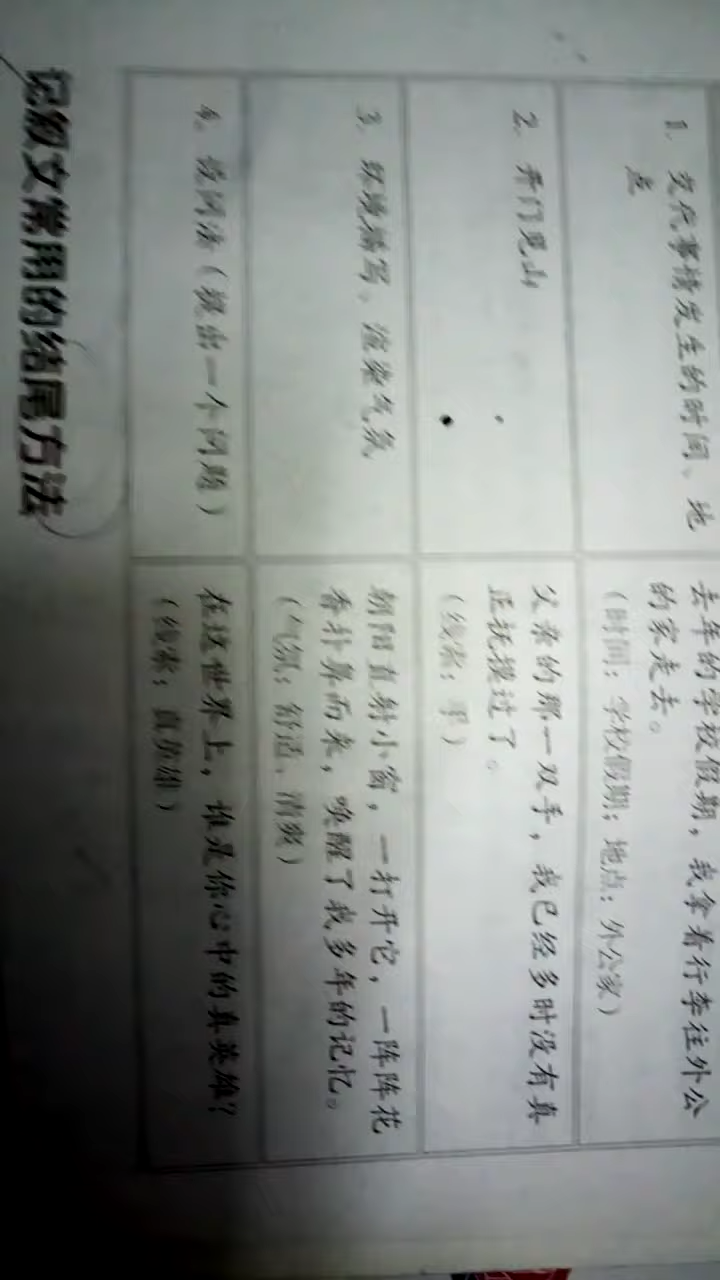 1. 交代事情发生的时间、地
点
去年的学校假期，我拿着行李往外公
的家走去。
（时间：学校假期；地点：外公家）
2. 开门见山
父亲的那一双手，我已经多时没有真
正抚摸过了。
（线索：手）
3. 环境描写、渲染气氛
朝阳直射小窗，一打开它，一阵阵花
香扑鼻而来，唤醒了我多年的记忆。
（气氛：舒适、清爽）
4. 设问法（提出一个问题）
在这世界上，谁是你心中的真英雄？
（线索：真英雄）
记叙文常用的结尾方法